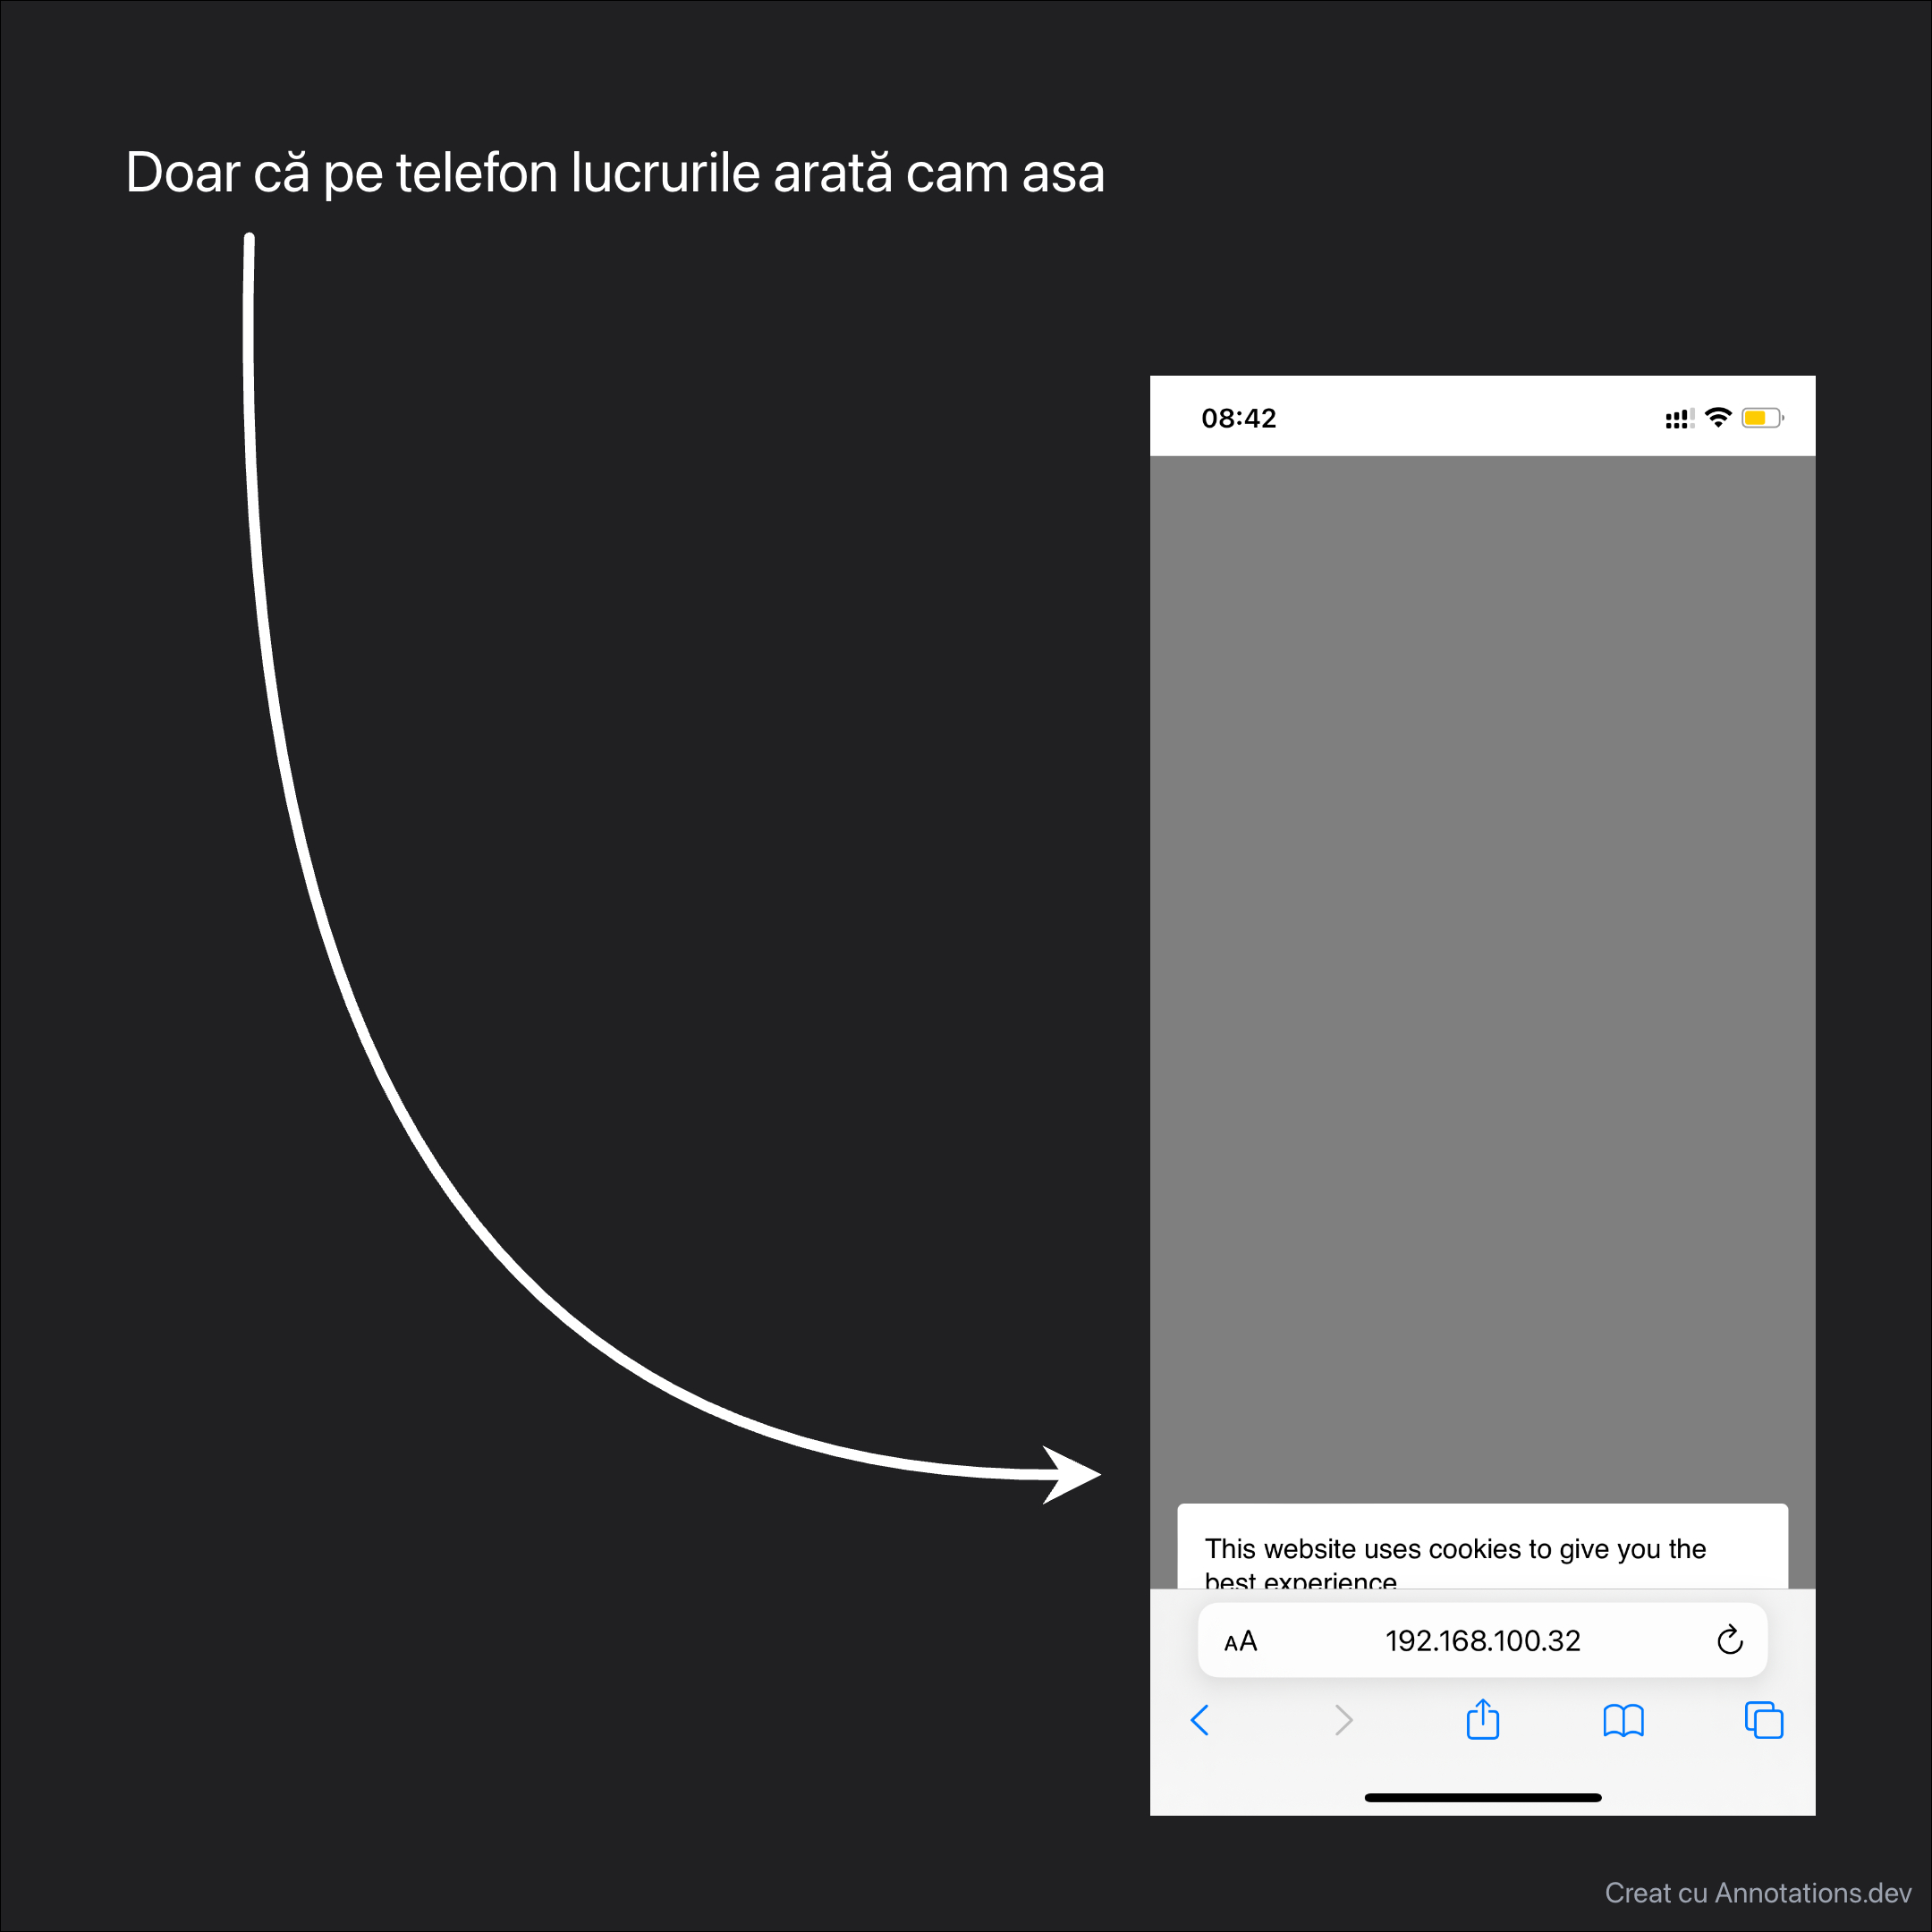 Doar că pe telefon lucrurile arată cam asa
08:42
This website uses cookies to give you the
best experience
AA
192.168.100.32
Creat cu Annotations.dev